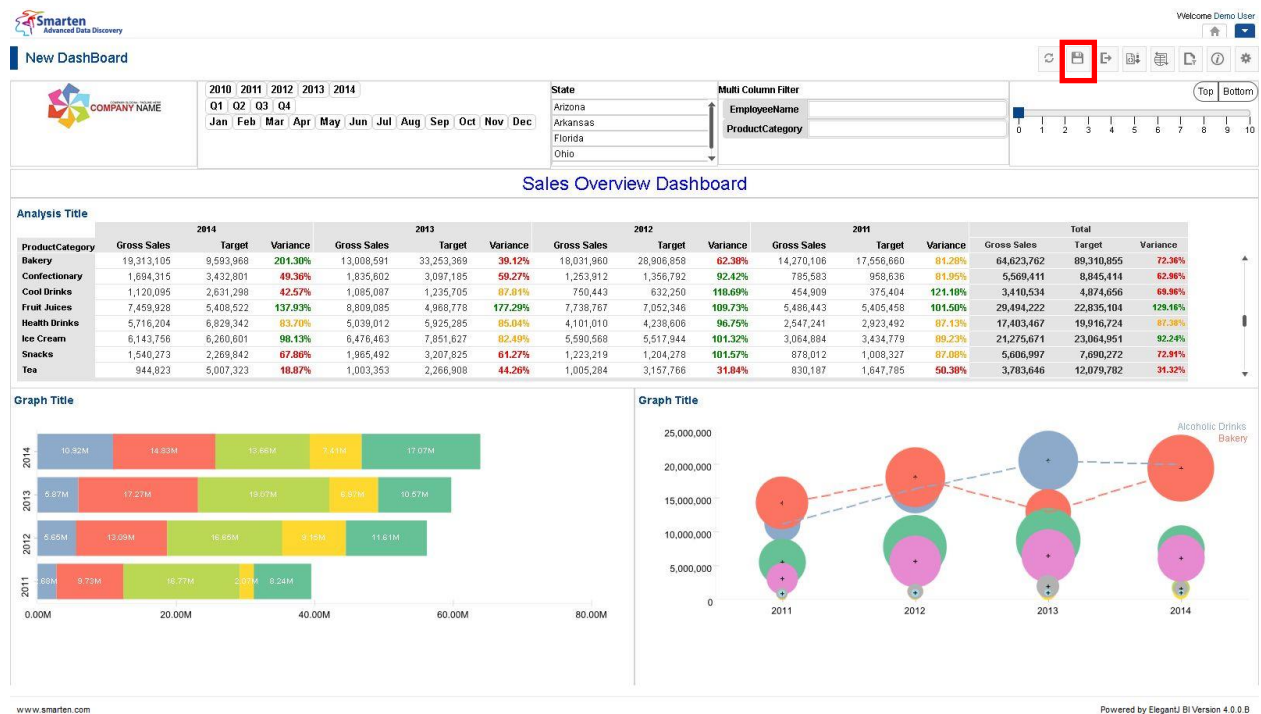 Smarten
Advanced Data Discovery
Welcome Demo User
New DashBoard
COMPANY NAME
2010 2011 2012 2013 2014
Q1 Q2 Q3 Q4
Jan Feb Mar Apr May Jun Jul Aug Sep Oct Nov Dec
State
Arizona
Arkansas
Florida
Ohio
Multi Column Filter
EmployeeName
ProductCategory
Top Bottom
0 1 2 3 4 5 6 7 8 9 10
Sales Overview Dashboard
Analysis Title
2014 2013 2012 2011 Total
ProductCategory Gross Sales Target Variance Gross Sales Target Variance Gross Sales Target Variance Gross Sales Target Variance Gross Sales Target Variance
Bakery 19,313,105 9,593,968 201.30% 13,008,591 33,253,369 39.12% 18,031,960 28,906,858 62.38% 14,270,106 17,556,660 81.28% 64,623,762 89,310,855 72.36%
Confectionary 1,694,315 3,432,801 49.36% 1,835,602 3,097,185 59.27% 1,253,912 1,356,792 92.42% 785,583 958,636 81.95% 5,569,411 8,845,414 62.96%
Cool Drinks 1,120,095 2,631,298 42.57% 1,085,087 1,235,705 87.81% 750,443 632,250 118.69% 454,909 375,404 121.18% 3,410,534 4,874,656 69.96%
Fruit Juices 7,459,928 5,408,522 137.93% 8,809,085 4,968,778 177.29% 7,738,767 7,052,346 109.73% 5,486,443 5,405,458 101.50% 29,494,222 22,835,104 129.16%
Health Drinks 5,716,204 6,829,342 83.70% 5,039,012 5,925,285 85.04% 4,101,010 4,238,606 96.75% 2,547,241 2,923,492 87.13% 17,403,467 19,916,724 87.38%
Ice Cream 6,143,756 6,260,601 98.13% 6,476,463 7,851,627 82.49% 5,590,568 5,517,944 101.32% 3,064,884 3,434,779 89.23% 21,275,671 23,064,951 92.24%
Snacks 1,540,273 2,269,842 67.86% 1,965,492 3,207,825 61.27% 1,223,219 1,204,278 101.57% 878,012 1,008,327 87.08% 5,606,997 7,690,272 72.91%
Tea 944,823 5,007,323 18.87% 1,003,353 2,266,908 44.26% 1,005,284 3,157,766 31.84% 830,187 1,647,785 50.38% 3,783,646 12,079,782 31.32%
Graph Title
2014 10.92M 14.83M 13.66M 7.41M 17.07M
2013 5.87M 17.27M 19.07M 10.57M
2012 5.65M 13.09M 16.65M 11.61M
2011 9.73M 16.77M 2.07M 8.24M
0.00M 20.00M 40.00M 60.00M 80.00M
Graph Title
Alcoholic Drinks
Bakery
25,000,000
20,000,000
15,000,000
10,000,000
5,000,000
0
2011 2012 2013 2014
www.smarten.com
Powered by ElegantJ BI Version 4.0.0.B